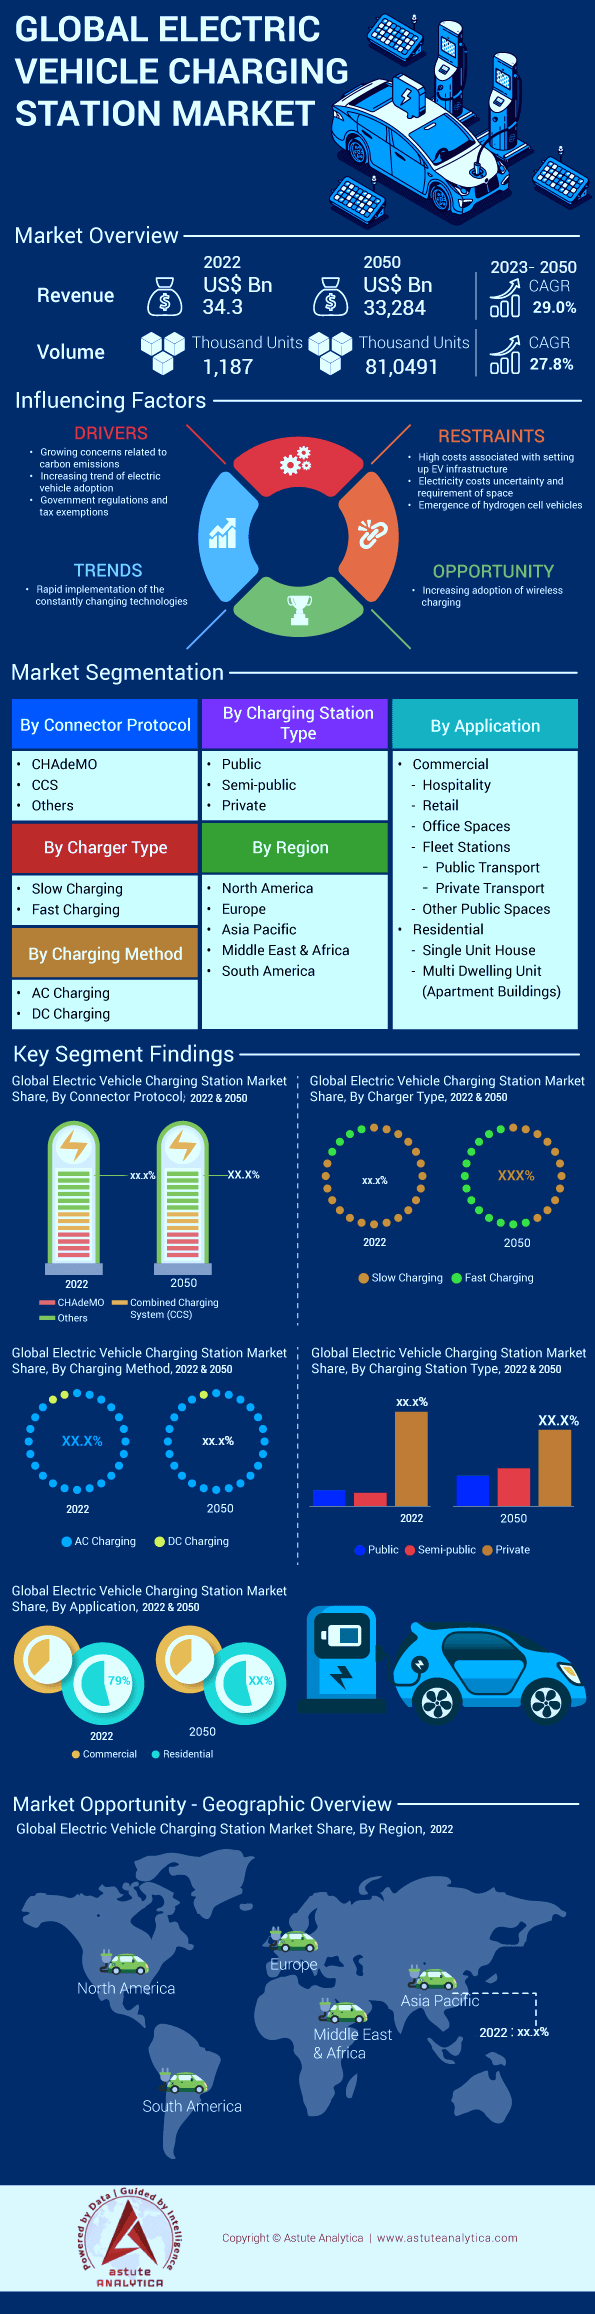 GLOBAL ELECTRIC
VEHICLE CHARGING
STATION MARKET
Market Overview
Revenue
2022
US$ Bn
34.3
2050
US$ Bn
33,284
2023- 2050
CAGR
29.0%
Volume
Thousand Units
1,187
Thousand Units
81,0491
CAGR
27.8%
Influencing Factors
DRIVERS
• Growing concerns related to
carbon emissions
• Increasing trend of electric
vehicle adoption
• Government regulations and
tax exemptions
RESTRAINTS
• High costs associated with setting
up EV infrastructure
• Electricity costs uncertainty and
requirement of space
• Emergence of hydrogen cell vehicles
TRENDS
• Rapid implementation of the
constantly changing technologies
OPPORTUNITY
• Increasing adoption of wireless
charging
Market Segmentation
By Connector Protocol
• CHAdeMO
• CCS
• Others
By Charger Type
• Slow Charging
• Fast Charging
By Charging Method
• AC Charging
• DC Charging
By Charging Station
Type
• Public
• Semi-public
• Private
By Region
• North America
• Europe
• Asia Pacific
• Middle East & Africa
• South America
By Application
• Commercial
- Hospitality
- Retail
- Office Spaces
- Fleet Stations
- Public Transport
- Private Transport
- Other Public Spaces
• Residential
- Single Unit House
- Multi Dwelling Unit
(Apartment Buildings)
Key Segment Findings
Global Electric Vehicle Charging Station Market
Share, By Connector Protocol, 2022 & 2050
xx.x%
XX.X%
2022
2050
CHAdeMO
Combined Charging
System (CCS)
Others
Global Electric Vehicle Charging Station Market
Share, By Charger Type, 2022 & 2050
xx.x%
XXX%
2022
2050
Slow Charging
Fast Charging
Global Electric Vehicle Charging Station Market
Share, By Charging Method, 2022 & 2050
XX.X%
xx.x%
2022
2050
AC Charging
DC Charging
Global Electric Vehicle Charging Station Market
Share, By Charging Station Type, 2022 & 2050
xx.x%
XX.X%
2022
2050
Public
Semi-public
Private
Global Electric Vehicle Charging Station Market
Share, By Application, 2022 & 2050
79%
XX%
2022
2050
Commercial
Residential
Market Opportunity - Geographic Overview
Global Electric Vehicle Charging Station Market Share, By Region, 2022
North America
Europe
Asia Pacific
2022 : xx.x%
Middle East
& Africa
South America
Powered by Data | Guided by Intelligence
astute
ANALYTICA
Copyright © Astute Analytica | www.astuteanalytica.com